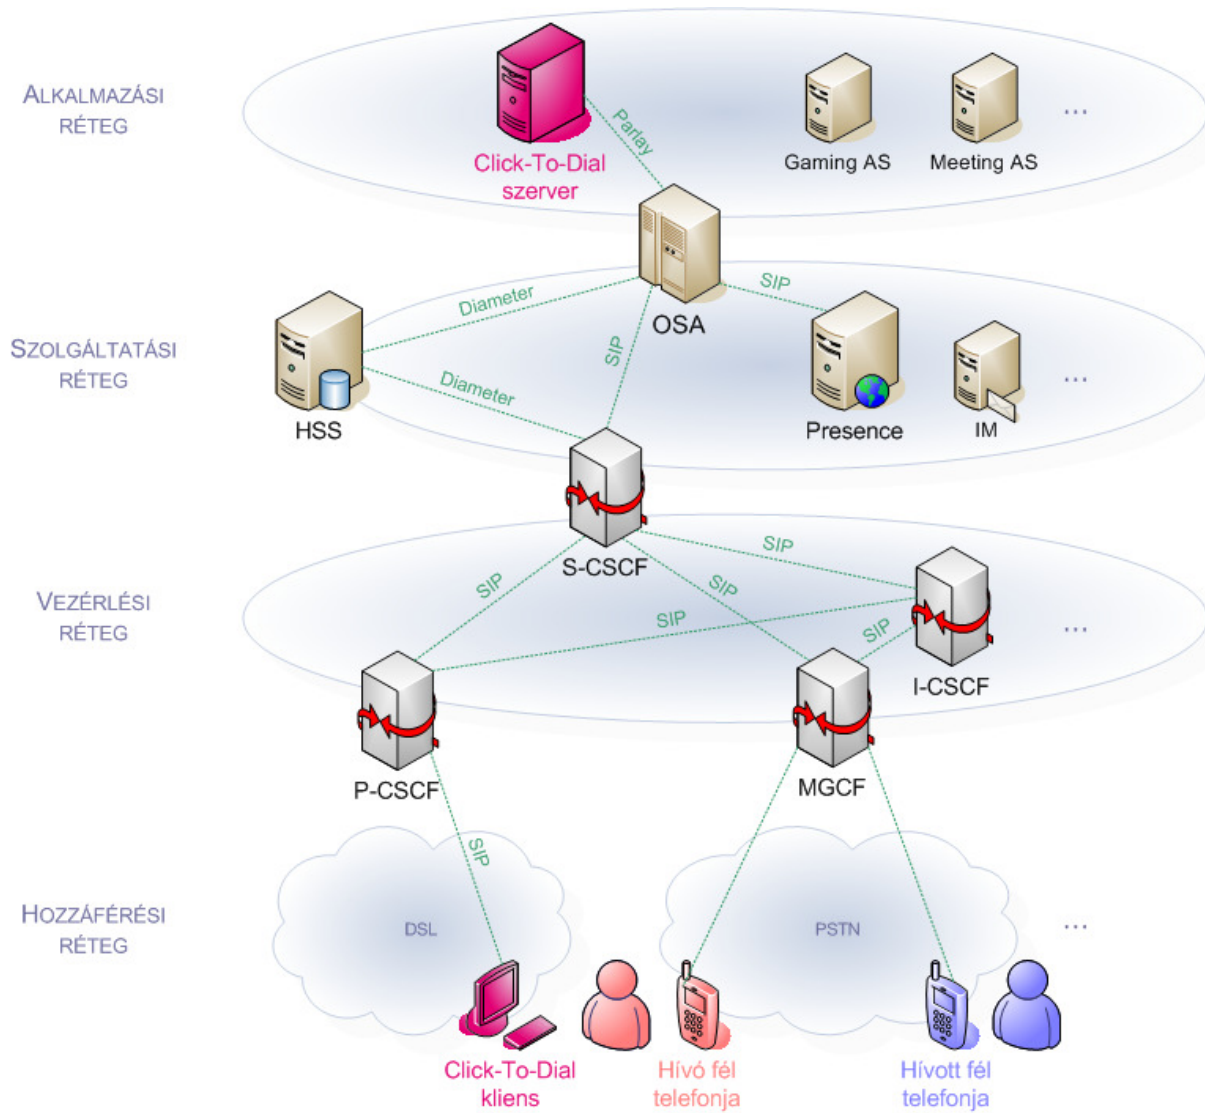 ALKALMAZÁSI
RÉTEG
Click-To-Dial
szerver
Parlay
Gaming AS
Meeting AS
...
OSA
SZOLGÁLTATÁSI
RÉTEG
Diameter
SIP
SIP
Diameter
HSS
Presence
IM
...
S-CSCF
VEZÉRLÉSI
RÉTEG
SIP
SIP
SIP
SIP
SIP
I-CSCF
...
P-CSCF
MGCF
HOZZÁFÉRÉSI
RÉTEG
SIP
DSL
PSTN
...
Click-To-Dial
kliens
Hívó fél
telefonja
Hívott fél
telefonja